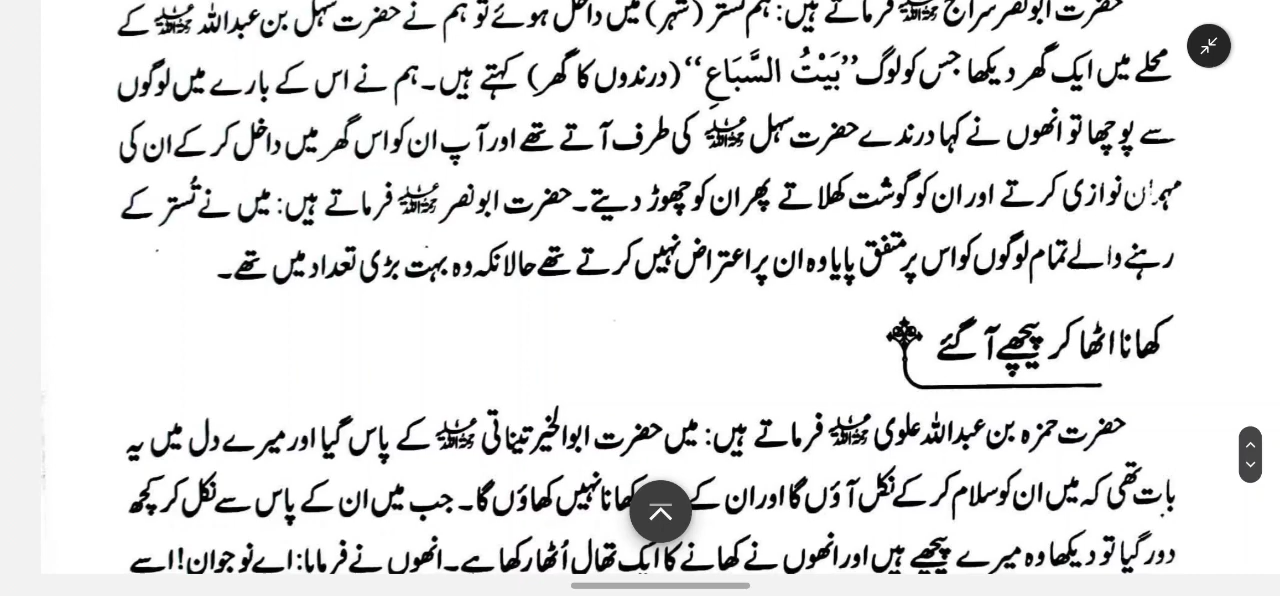 حضرت ابونصر سراج رحمۃ اللہ علیہ فرماتے ہیں: ہم تستر (شہر) میں داخل ہوئے تو ہم نے حضرت سہل بن عبداللہ رحمۃ اللہ علیہ کے
محلے میں ایک گھر دیکھا جس کو لوگ ’’بَیْتُ السَّبَاعِ‘‘ (درندوں کا گھر) کہتے ہیں۔ ہم نے اس کے بارے میں لوگوں
سے پوچھا تو انھوں نے کہا درندے حضرت سہل رحمۃ اللہ علیہ کی طرف آتے تھے اور آپ ان کو اس گھر میں داخل کر کے ان کی
مہمان نوازی کرتے اور ان کو گوشت کھلاتے پھر ان کو چھوڑ دیتے۔ حضرت ابونصر رحمۃ اللہ علیہ فرماتے ہیں: میں نے تُستر کے
رہنے والے تمام لوگوں کو اس پر متفق پایا وہ ان پر اعتراض نہیں کرتے تھے حالانکہ وہ بہت بڑی تعداد میں تھے۔
کھانا اٹھا کر پیچھے آ گئے
حضرت حمزہ بن عبداللہ علوی رحمۃ اللہ علیہ فرماتے ہیں: میں حضرت ابوالخیر تیناتی رحمۃ اللہ علیہ کے پاس گیا اور میرے دل میں یہ
بات تھی کہ میں ان کو سلام کر کے نکل آؤں گا اور ان کے کھانا نہیں کھاؤں گا۔ جب میں ان کے پاس سے نکل کر کچھ
دور گیا تو دیکھا وہ میرے پیچھے ہیں اور انھوں نے کھانے کا ایک تھال اُٹھا رکھا ہے۔ انھوں نے فرمایا: اے نوجوان! اسے